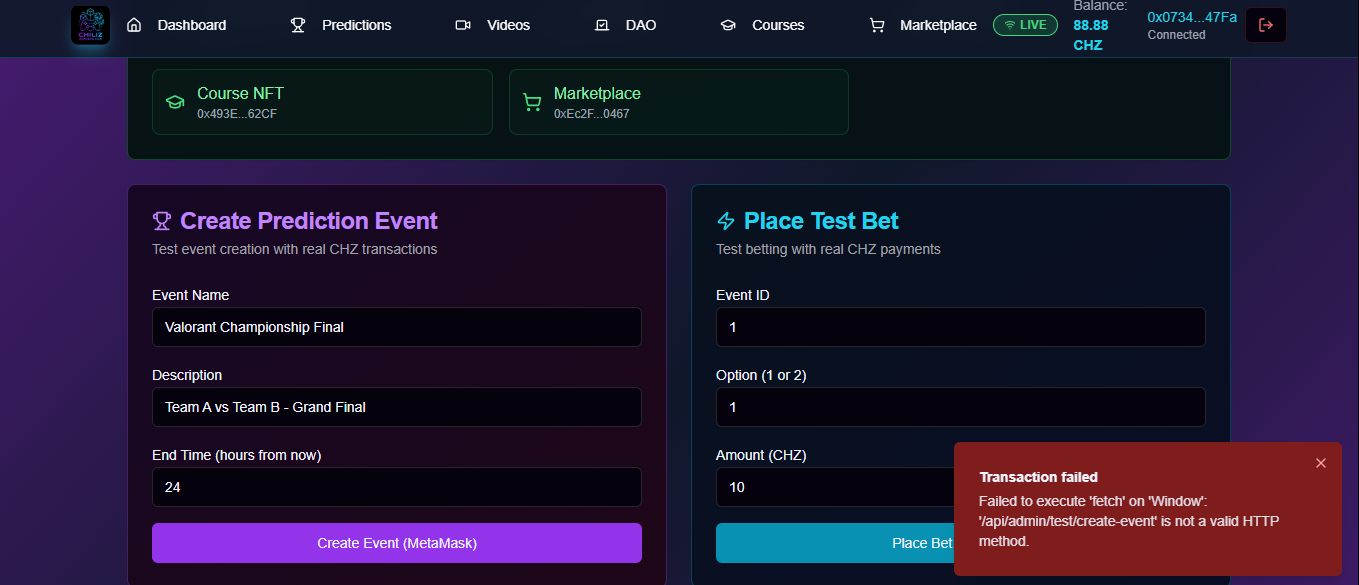 CHILIZ
Dashboard
Predictions
Videos
DAO
Courses
Marketplace
LIVE
Balance:
88.88
CHZ
0x0734...47Fa
Connected
Course NFT
0x493E...62CF
Marketplace
0xEc2F...0467
Create Prediction Event
Test event creation with real CHZ transactions
Event Name
Valorant Championship Final
Description
Team A vs Team B - Grand Final
End Time (hours from now)
24
Create Event (MetaMask)
Place Test Bet
Test betting with real CHZ payments
Event ID
1
Option (1 or 2)
1
Amount (CHZ)
10
Place Bet
Transaction failed
Failed to execute 'fetch' on 'Window':
'/api/admin/test/create-event' is not a valid HTTP
method.